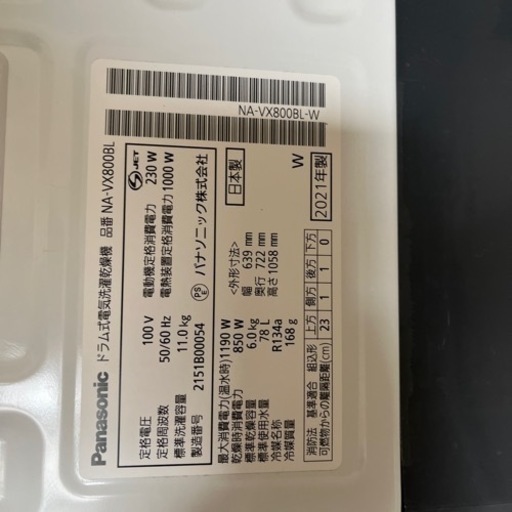 Panasonic ドラム式電気洗濯乾燥機 品番 NA-VX800BL
定格電圧 100 V 電動機定格消費電力 230 W
定格周波数 50/60 Hz 電熱装置定格消費電力 1000 W
標準洗濯容量 11.0 kg
製造番号 2151B00054 PSE パナソニック株式会社
JET
最大消費電力(温水時) 1190 W
乾燥時消費電力 850 W
標準乾燥容量 6.0 kg
標準使用水量 78 L
冷媒名称 R134a
冷媒質量 168 g
<外形寸法>
幅 639 mm
奥行 722 mm
高さ 1058 mm
日本製
消防法 基準適合 組込形 上方 側方 後方 下方
可燃物からの離隔距離(cm) 23 1 1 0
W
2021年製
NA-VX800BL-W